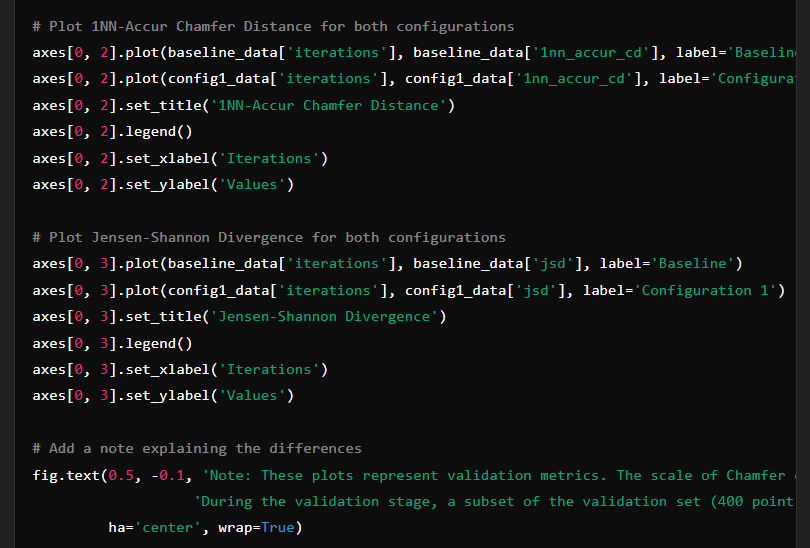 # Plot 1NN-Accur Chamfer Distance for both configurations
axes[0, 2].plot(baseline_data['iterations'], baseline_data['1nn_accur_cd'], label='Baselin
axes[0, 2].plot(config1_data['iterations'], config1_data['1nn_accur_cd'], label='Configura
axes[0, 2].set_title('1NN-Accur Chamfer Distance')
axes[0, 2].legend()
axes[0, 2].set_xlabel('Iterations')
axes[0, 2].set_ylabel('Values')
# Plot Jensen-Shannon Divergence for both configurations
axes[0, 3].plot(baseline_data['iterations'], baseline_data['jsd'], label='Baseline')
axes[0, 3].plot(config1_data['iterations'], config1_data['jsd'], label='Configuration 1')
axes[0, 3].set_title('Jensen-Shannon Divergence')
axes[0, 3].legend()
axes[0, 3].set_xlabel('Iterations')
axes[0, 3].set_ylabel('Values')
# Add a note explaining the differences
fig.text(0.5, -0.1, 'Note: These plots represent validation metrics. The scale of Chamfer
'During the validation stage, a subset of the validation set (400 point
ha='center', wrap=True)